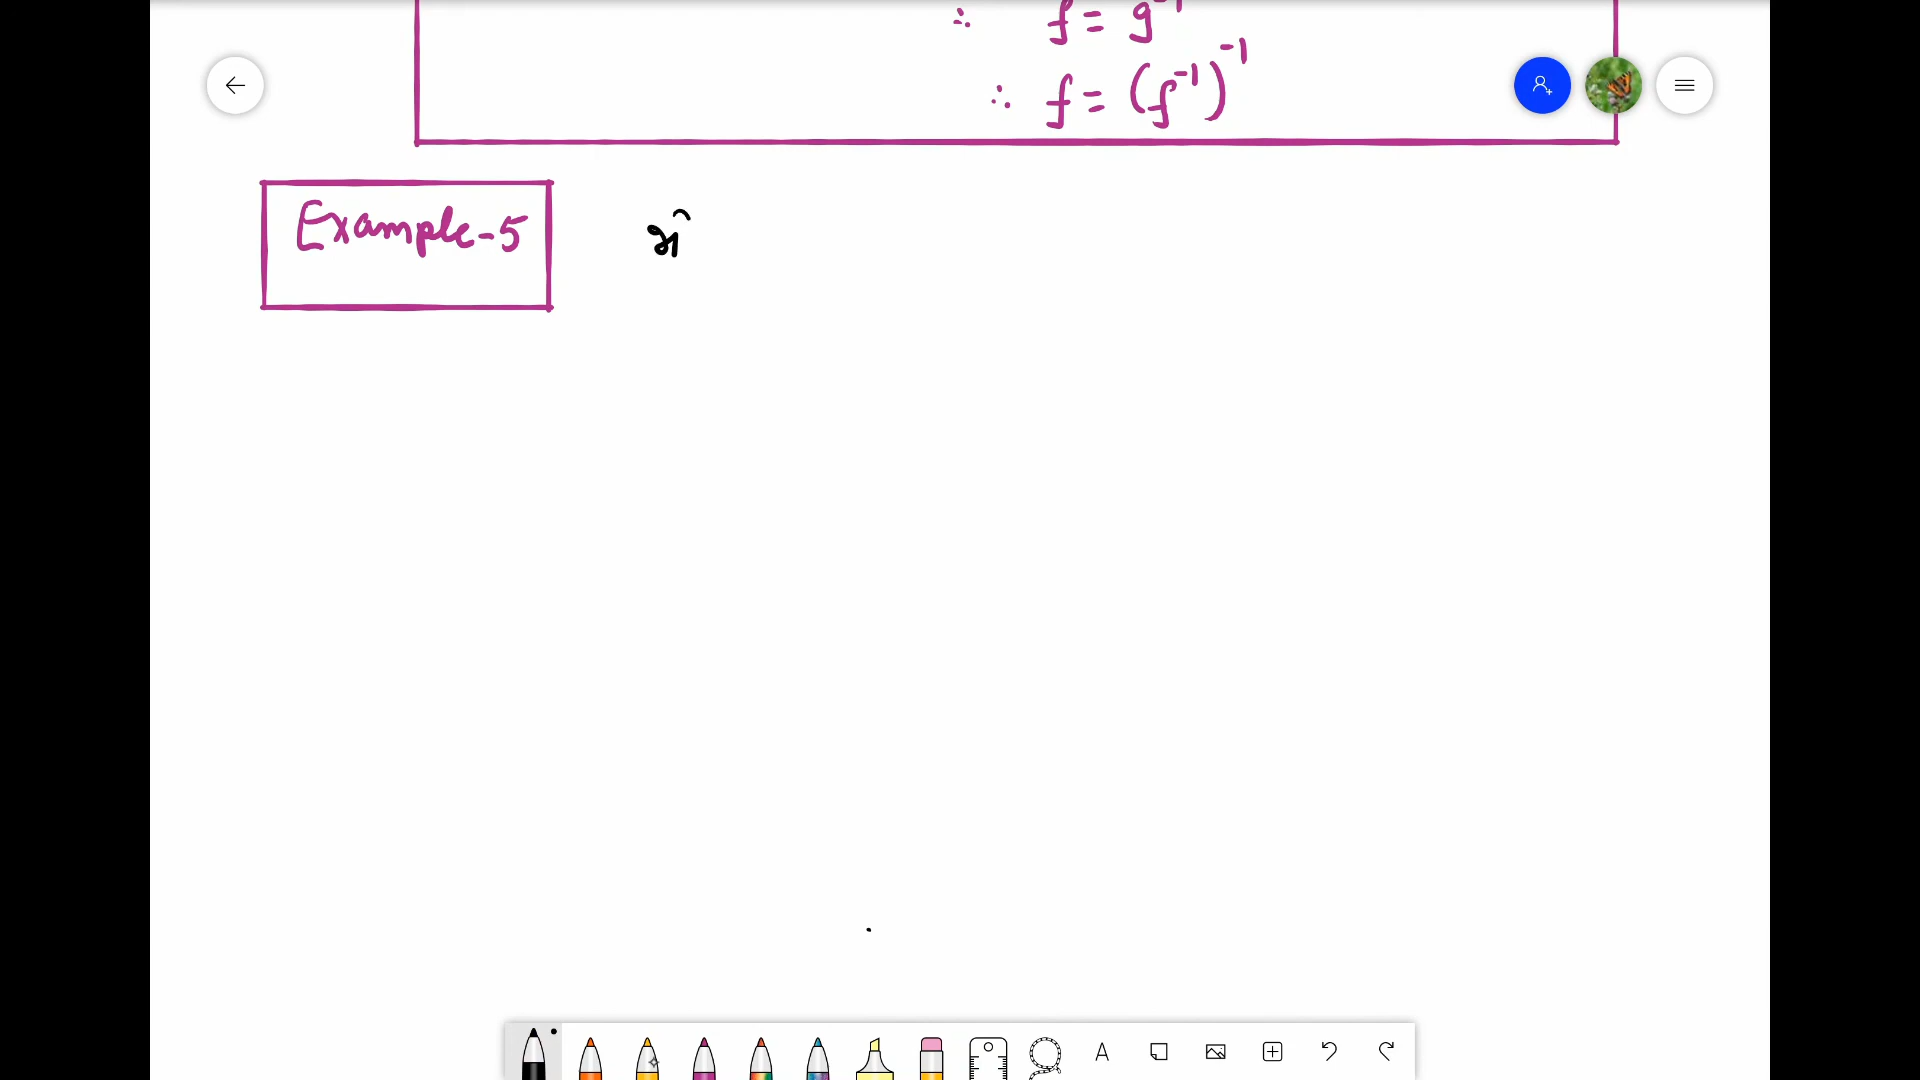 ∴ f = g⁻¹
∴ f = (f⁻¹)⁻¹
Example-5